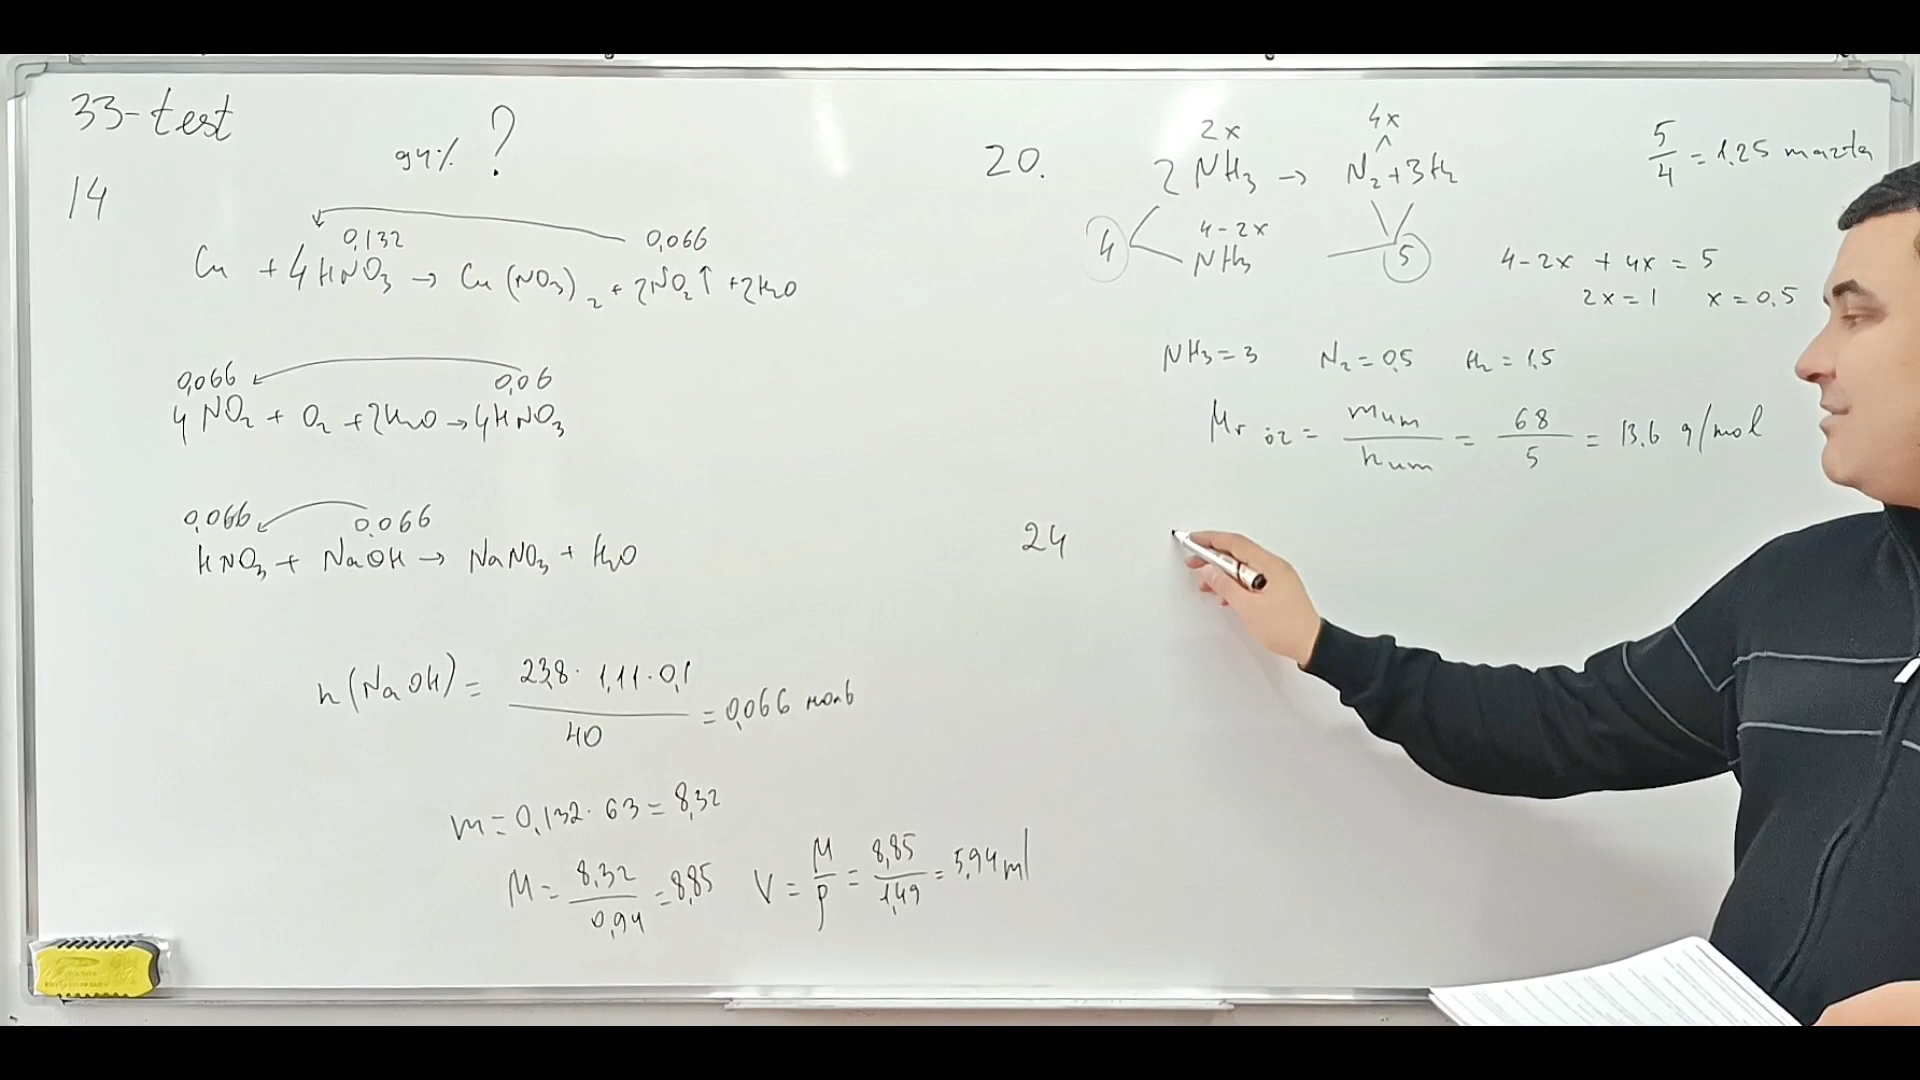 33-test
94% ?
14
0,132 0,066
Cu + 4HNO3 → Cu(NO3)2 + 2NO2↑ + 2H2O
0,066 0,06
4NO2 + O2 + 2H2O → 4HNO3
0,066 0,066
HNO3 + NaOH → NaNO3 + H2O
n(NaOH) = 23,8 · 1,11 · 0,1 / 40 = 0,066 моль
m = 0,132 · 63 = 8,32
M = 8,32 / 0,94 = 8,85 V = M / ρ = 8,85 / 1,49 = 5,94 ml
20.
2x 4x
2NH3 → N2 + 3H2
5 / 4 = 1.25 marta
4 4-2x 5
NH3
4-2x + 4x = 5
2x = 1 x = 0,5
NH3 = 3 N2 = 0,5 H2 = 1,5
Mr o'r = mum / num = 68 / 5 = 13.6 g/mol
24